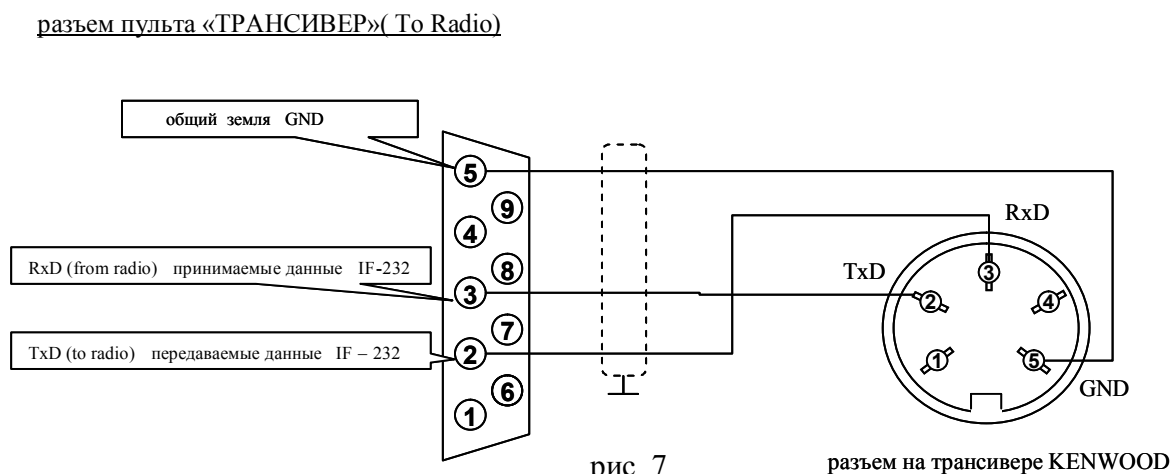 разъем пульта «ТРАНСИВЕР»( To Radio)
общий земля GND
5
9
4
8
3
7
2
6
1
RxD (from radio) принимаемые данные IF-232
TxD (to radio) передаваемые данные IF – 232
RxD
TxD
3
2
4
1
5
GND
рис 7
разъем на трансивере KENWOOD